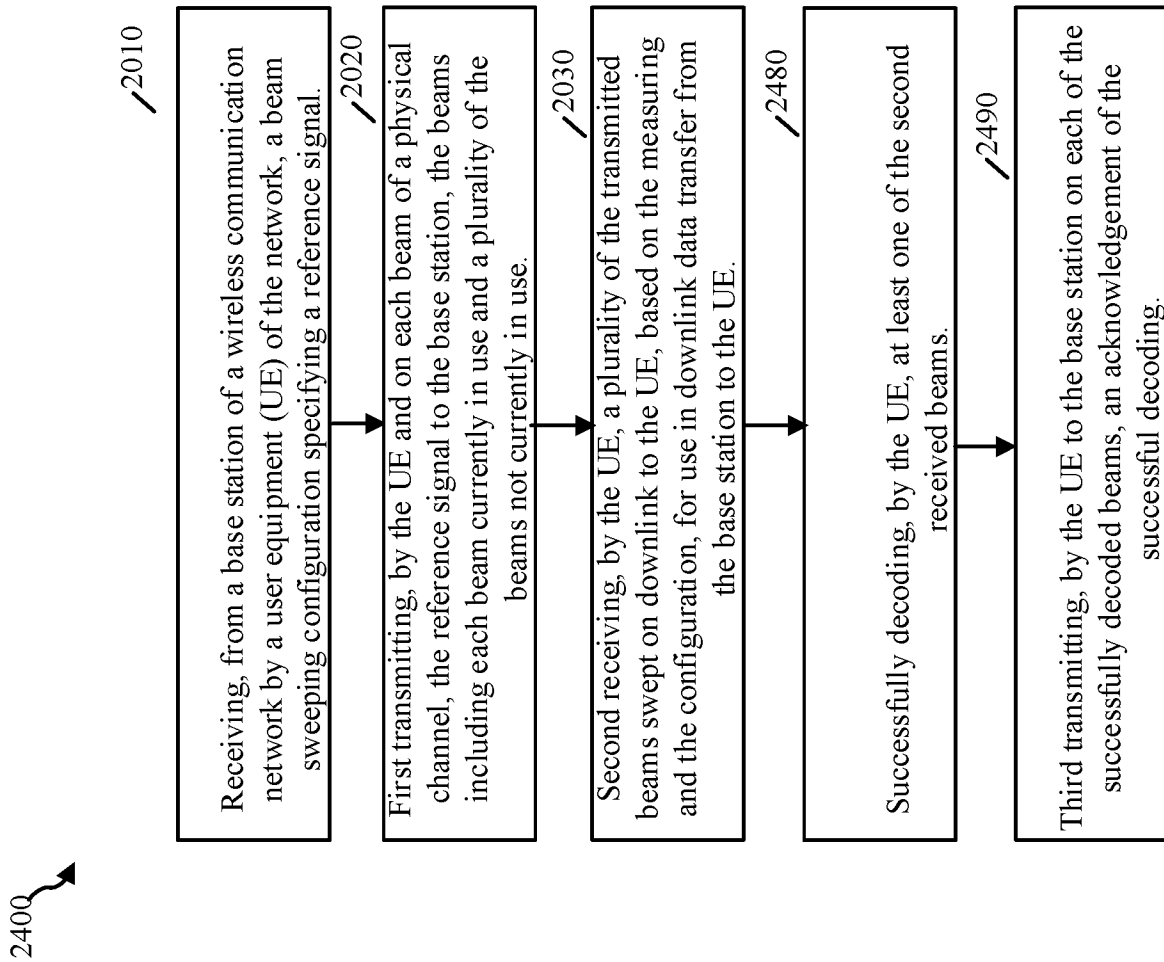 2400
2010
Receiving, from a base station of a wireless communication
network by a user equipment (UE) of the network, a beam
sweeping configuration specifying a reference signal.
2020
First transmitting, by the UE and on each beam of a physical
channel, the reference signal to the base station, the beams
including each beam currently in use and a plurality of the
beams not currently in use.
2030
Second receiving, by the UE, a plurality of the transmitted
beams swept on downlink to the UE, based on the measuring
and the configuration, for use in downlink data transfer from
the base station to the UE.
2480
Successfully decoding, by the UE, at least one of the second
received beams.
2490
Third transmitting, by the UE to the base station on each of the
successfully decoded beams, an acknowledgement of the
successful decoding.